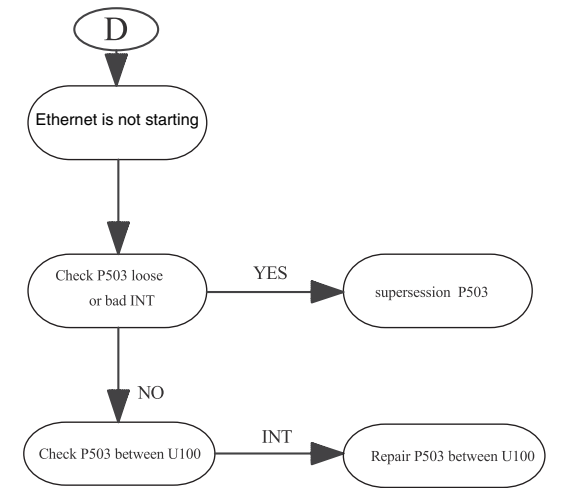 D
Ethernet is not starting
Check P503 loose
or bad INT
YES
supersession P503
NO
Check P503 between U100
INT
Repair P503 between U100